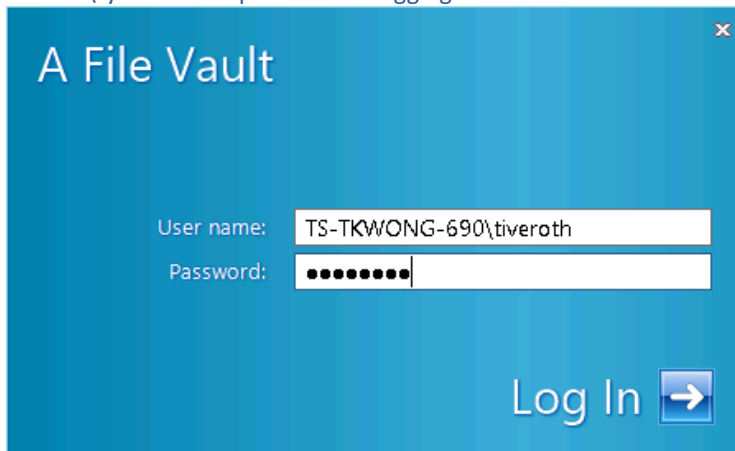 A File Vault
User name: TS-TKWONG-690\tiveroth
Password: ●●●●●●●●
Log In